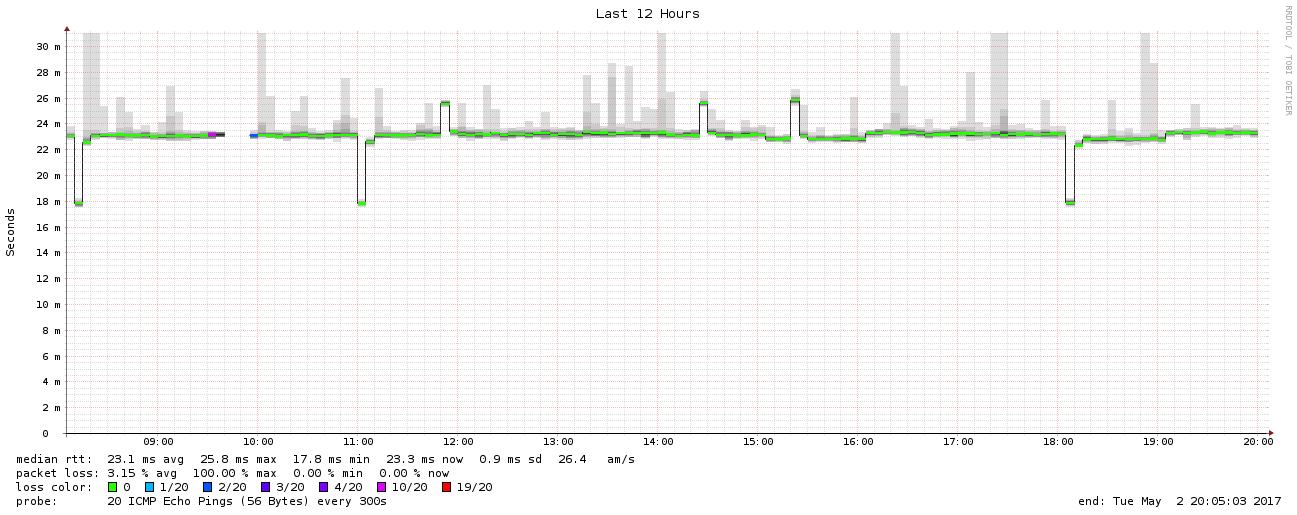 Last 12 Hours
RRDTOOL / TOBI OETIKER
30 m
28 m
26 m
24 m
22 m
20 m
18 m
16 m
14 m
12 m
10 m
8 m
6 m
4 m
2 m
0
Seconds
09:00 10:00 11:00 12:00 13:00 14:00 15:00 16:00 17:00 18:00 19:00 20:00
median rtt: 23.1 ms avg 25.8 ms max 17.8 ms min 23.3 ms now 0.9 ms sd 26.4 am/s
packet loss: 3.15 % avg 100.00 % max 0.00 % min 0.00 % now
loss color: 0 1/20 2/20 3/20 4/20 10/20 19/20
probe: 20 ICMP Echo Pings (56 Bytes) every 300s end: Tue May 2 20:05:03 2017